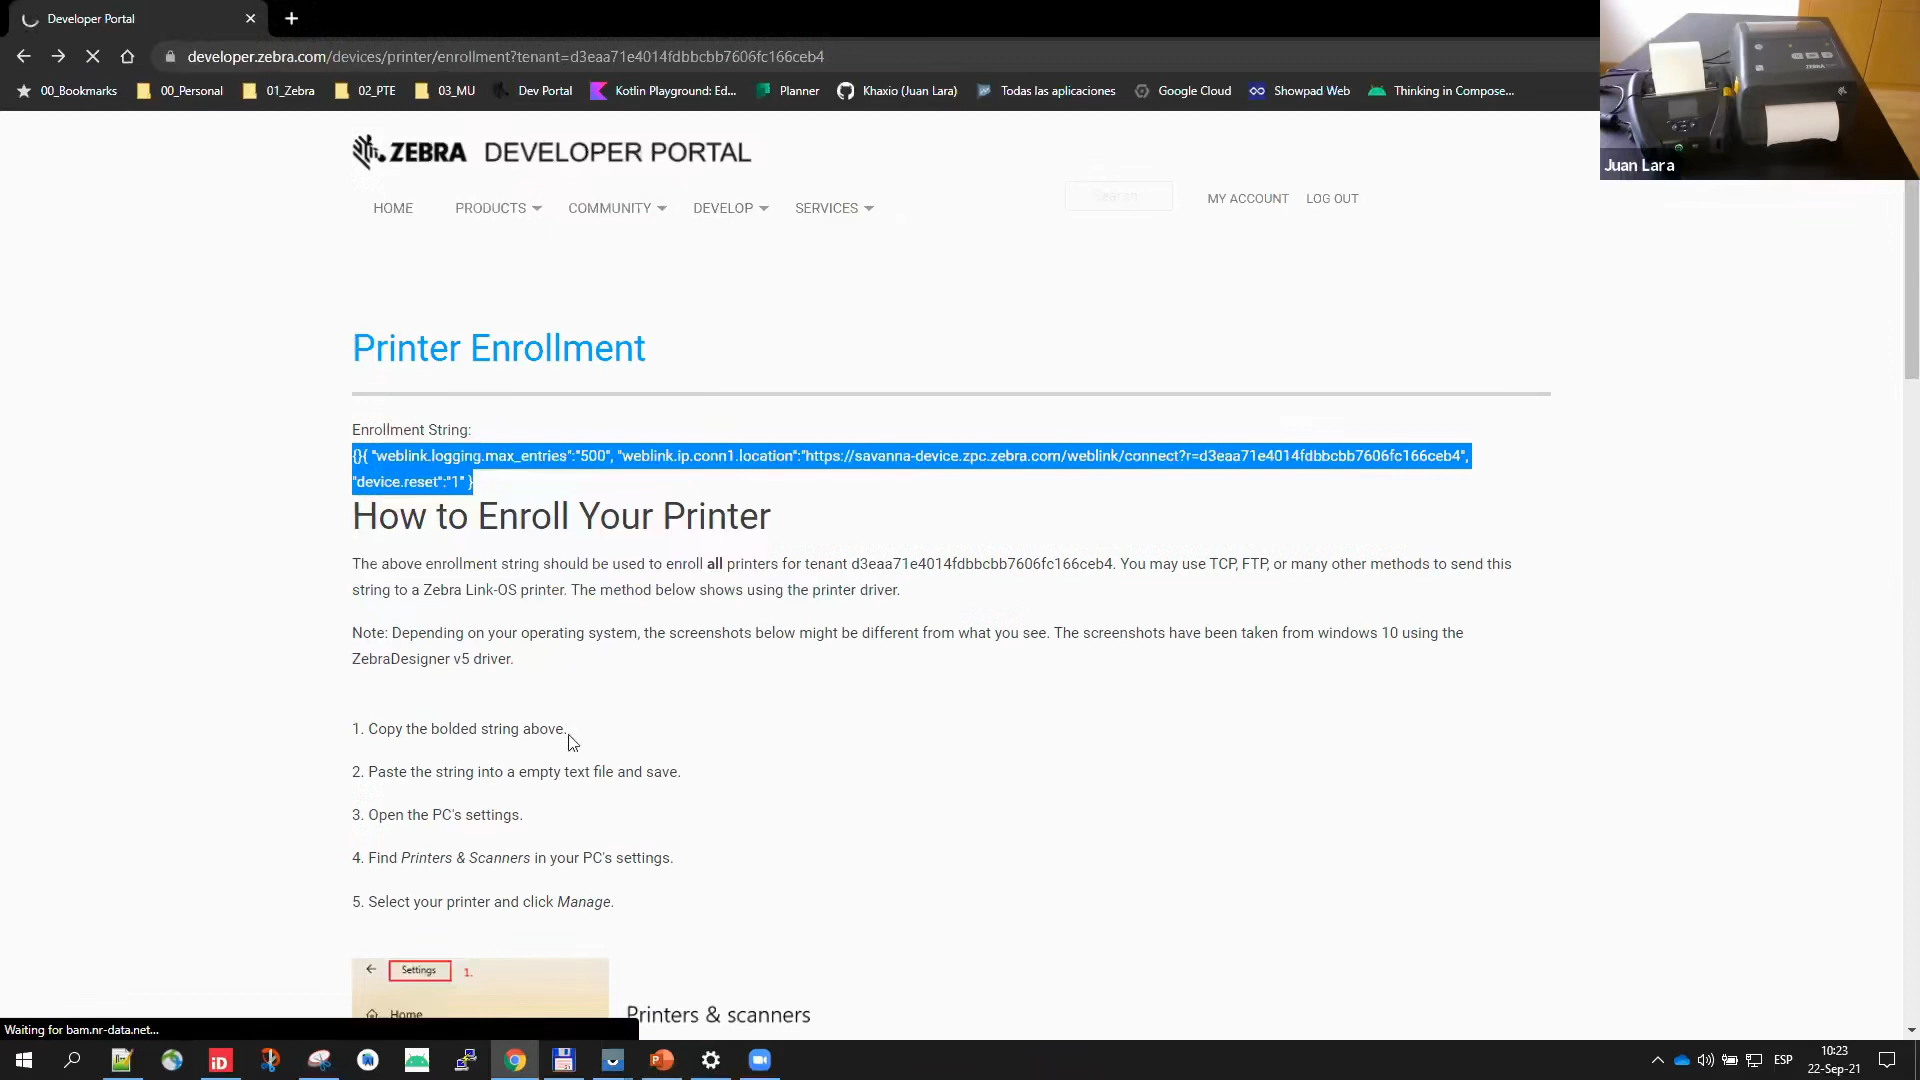 Developer Portal
developer.zebra.com/devices/printer/enrollment?tenant=d3eaa71e4014fdbbcbb7606fc166ceb4
00_Bookmarks 00_Personal 01_Zebra 02_PTE 03_MU Dev Portal Kotlin Playground: Ed... Planner Khaxio (Juan Lara) Todas las aplicaciones Google Cloud Showpad Web Thinking in Compose...
ZEBRA DEVELOPER PORTAL
Juan Lara
Search MY ACCOUNT LOG OUT
HOME PRODUCTS COMMUNITY DEVELOP SERVICES
Printer Enrollment
Enrollment String:
{}{ "weblink.logging.max_entries":"500", "weblink.ip.conn1.location":"https://savanna-device.zpc.zebra.com/weblink/connect?r=d3eaa71e4014fdbbcbb7606fc166ceb4",
"device.reset":"1" }
How to Enroll Your Printer
The above enrollment string should be used to enroll all printers for tenant d3eaa71e4014fdbbcbb7606fc166ceb4. You may use TCP, FTP, or many other methods to send this
string to a Zebra Link-OS printer. The method below shows using the printer driver.
Note: Depending on your operating system, the screenshots below might be different from what you see. The screenshots have been taken from windows 10 using the
ZebraDesigner v5 driver.
1. Copy the bolded string above.
2. Paste the string into a empty text file and save.
3. Open the PC's settings.
4. Find Printers & Scanners in your PC's settings.
5. Select your printer and click Manage.
Settings 1.
Home
Printers & scanners
Waiting for bam.nr-data.net...
ESP
10:23
22-Sep-21